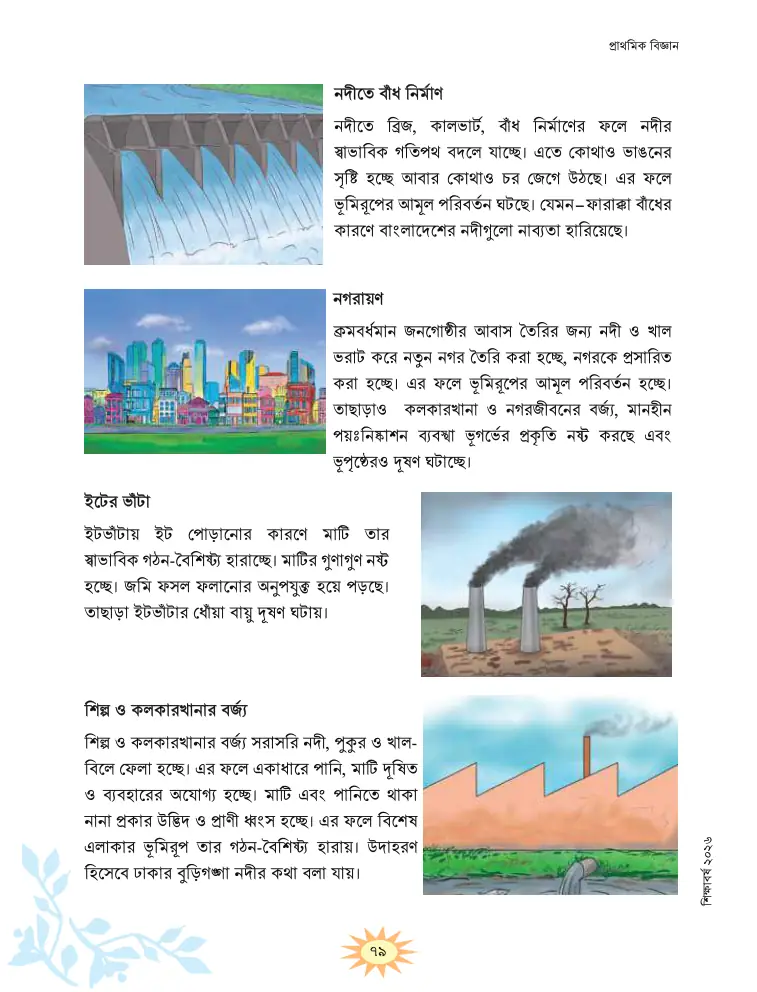 প্রাথমিক বিজ্ঞান
নদীতে বাঁধ নির্মাণ
নদীতে ব্রিজ, কালভার্ট, বাঁধ নির্মাণের ফলে নদীর
স্বাভাবিক গতিপথ বদলে যাচ্ছে। এতে কোথাও ভাঙনের
সৃষ্টি হচ্ছে আবার কোথাও চর জেগে উঠছে। এর ফলে
ভূমিরূপের আমূল পরিবর্তন ঘটছে। যেমন–ফারাক্কা বাঁধের
কারণে বাংলাদেশের নদীগুলো নাব্যতা হারিয়েছে।
নগরায়ণ
ক্রমবর্ধমান জনগোষ্ঠীর আবাস তৈরির জন্য নদী ও খাল
ভরাট করে নতুন নগর তৈরি করা হচ্ছে, নগরকে প্রসারিত
করা হচ্ছে। এর ফলে ভূমিরূপের আমূল পরিবর্তন হচ্ছে।
তাছাড়াও কলকারখানা ও নগরজীবনের বর্জ্য, মানহীন
পয়ঃনিষ্কাশন ব্যবস্থা ভূগর্ভের প্রকৃতি নষ্ট করছে এবং
ভূপৃষ্ঠেরও দূষণ ঘটাচ্ছে।
ইটের ভাঁটা
ইটভাঁটায় ইট পোড়ানোর কারণে মাটি তার
স্বাভাবিক গঠন-বৈশিষ্ট্য হারাচ্ছে। মাটির গুণাগুণ নষ্ট
হচ্ছে। জমি ফসল ফলানোর অনুপযুক্ত হয়ে পড়ছে।
তাছাড়া ইটভাঁটার ধোঁয়া বায়ু দূষণ ঘটায়।
শিল্প ও কলকারখানার বর্জ্য
শিল্প ও কলকারখানার বর্জ্য সরাসরি নদী, পুকুর ও খাল-
বিলে ফেলা হচ্ছে। এর ফলে একাধারে পানি, মাটি দূষিত
ও ব্যবহারের অযোগ্য হচ্ছে। মাটি এবং পানিতে থাকা
নানা প্রকার উদ্ভিদ ও প্রাণী ধ্বংস হচ্ছে। এর ফলে বিশেষ
এলাকার ভূমিরূপ তার গঠন-বৈশিষ্ট্য হারায়। উদাহরণ
হিসেবে ঢাকার বুড়িগঙ্গা নদীর কথা বলা যায়।
শিক্ষাবর্ষ ২০২৬
৭৯